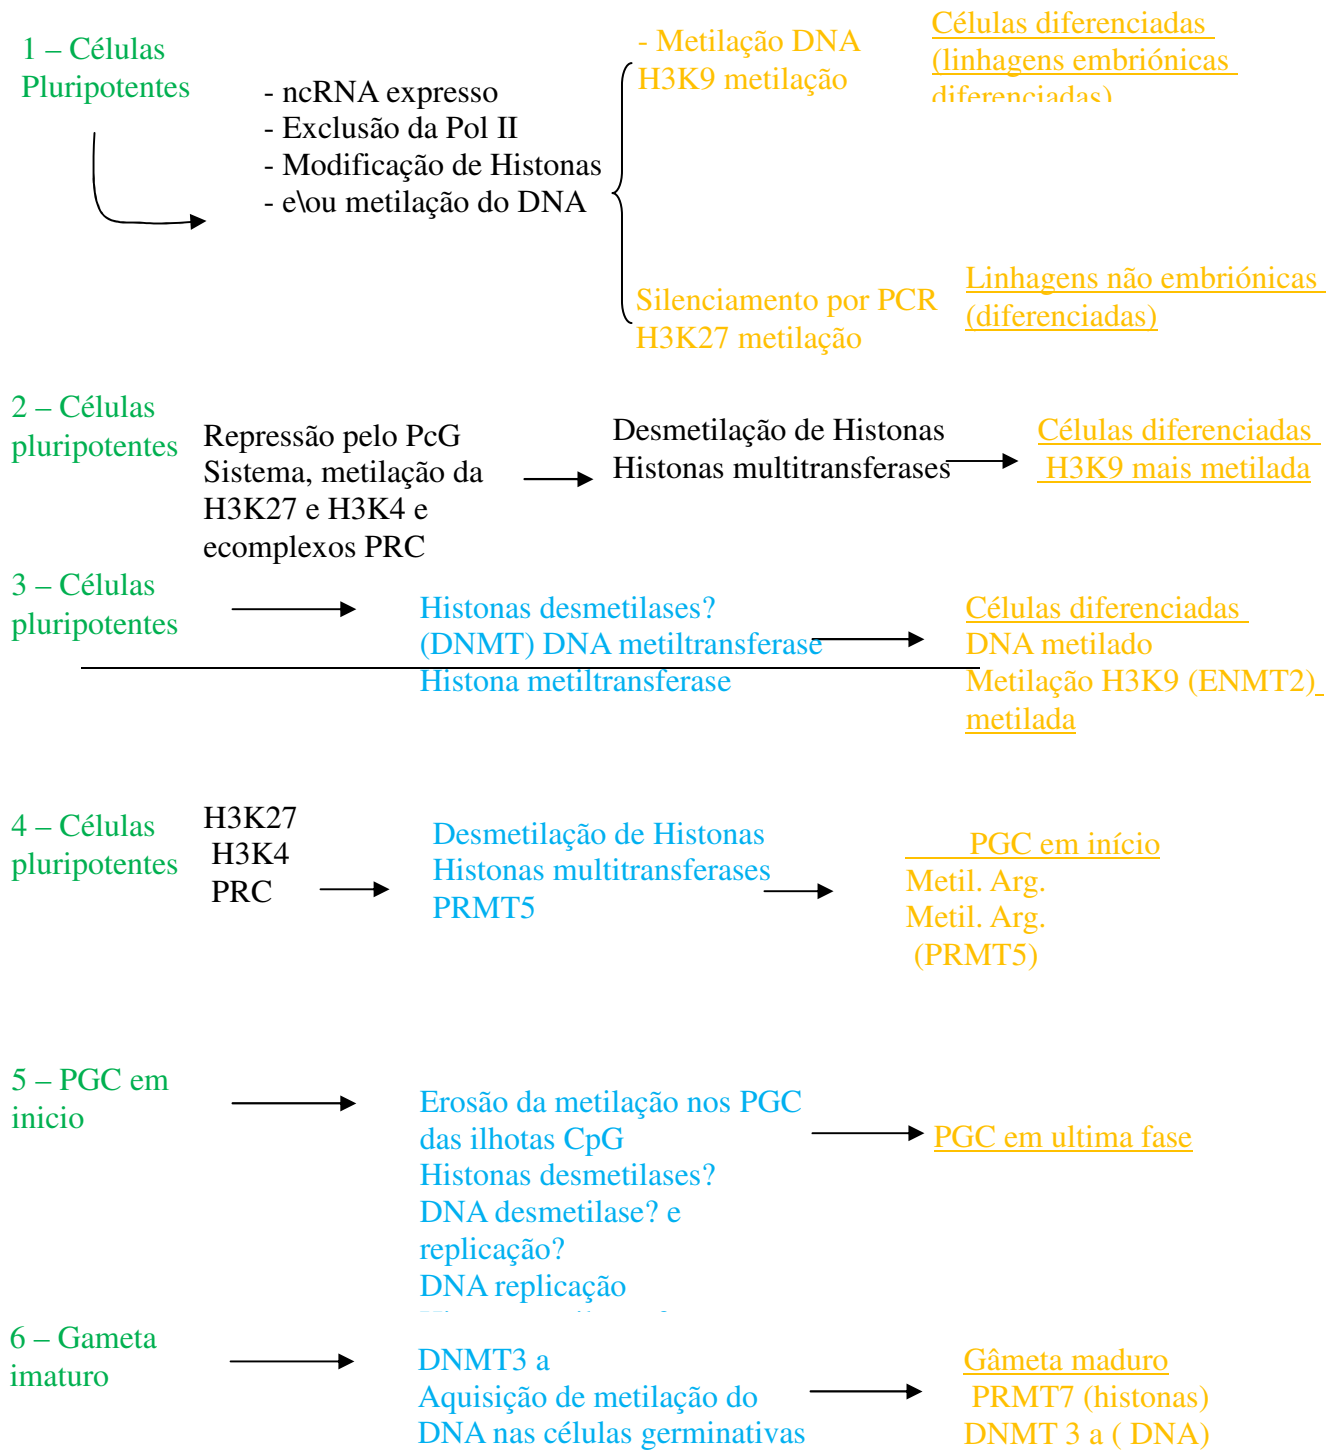 1 – Células
Pluripotentes
- ncRNA expresso
- Exclusão da Pol II
- Modificação de Histonas
- e\ou metilação do DNA
- Metilação DNA
H3K9 metilação
Células diferenciadas
(linhagens embriónicas
diferenciadas)
Silenciamento por PCR
H3K27 metilação
Linhagens não embriónicas
(diferenciadas)
2 – Células
pluripotentes
Repressão pelo PcG
Sistema, metilação da
H3K27 e H3K4 e
ecomplexos PRC
Desmetilação de Histonas
Histonas multitransferases
Células diferenciadas
H3K9 mais metilada
3 – Células
pluripotentes
Histonas desmetilases?
(DNMT) DNA metiltransferase
Histona metiltransferase
Células diferenciadas
DNA metilado
Metilação H3K9 (ENMT2)
metilada
4 – Células
pluripotentes
H3K27
H3K4
PRC
Desmetilação de Histonas
Histonas multitransferases
PRMT5
PGC em início
Metil. Arg.
Metil. Arg.
(PRMT5)
5 – PGC em
inicio
Erosão da metilação nos PGC
das ilhotas CpG
Histonas desmetilases?
DNA desmetilase? e
replicação?
DNA replicação
PGC em ultima fase
6 – Gameta
imaturo
DNMT3 a
Aquisição de metilação do
DNA nas células germinativas
Gâmeta maduro
PRMT7 (histonas)
DNMT 3 a ( DNA)